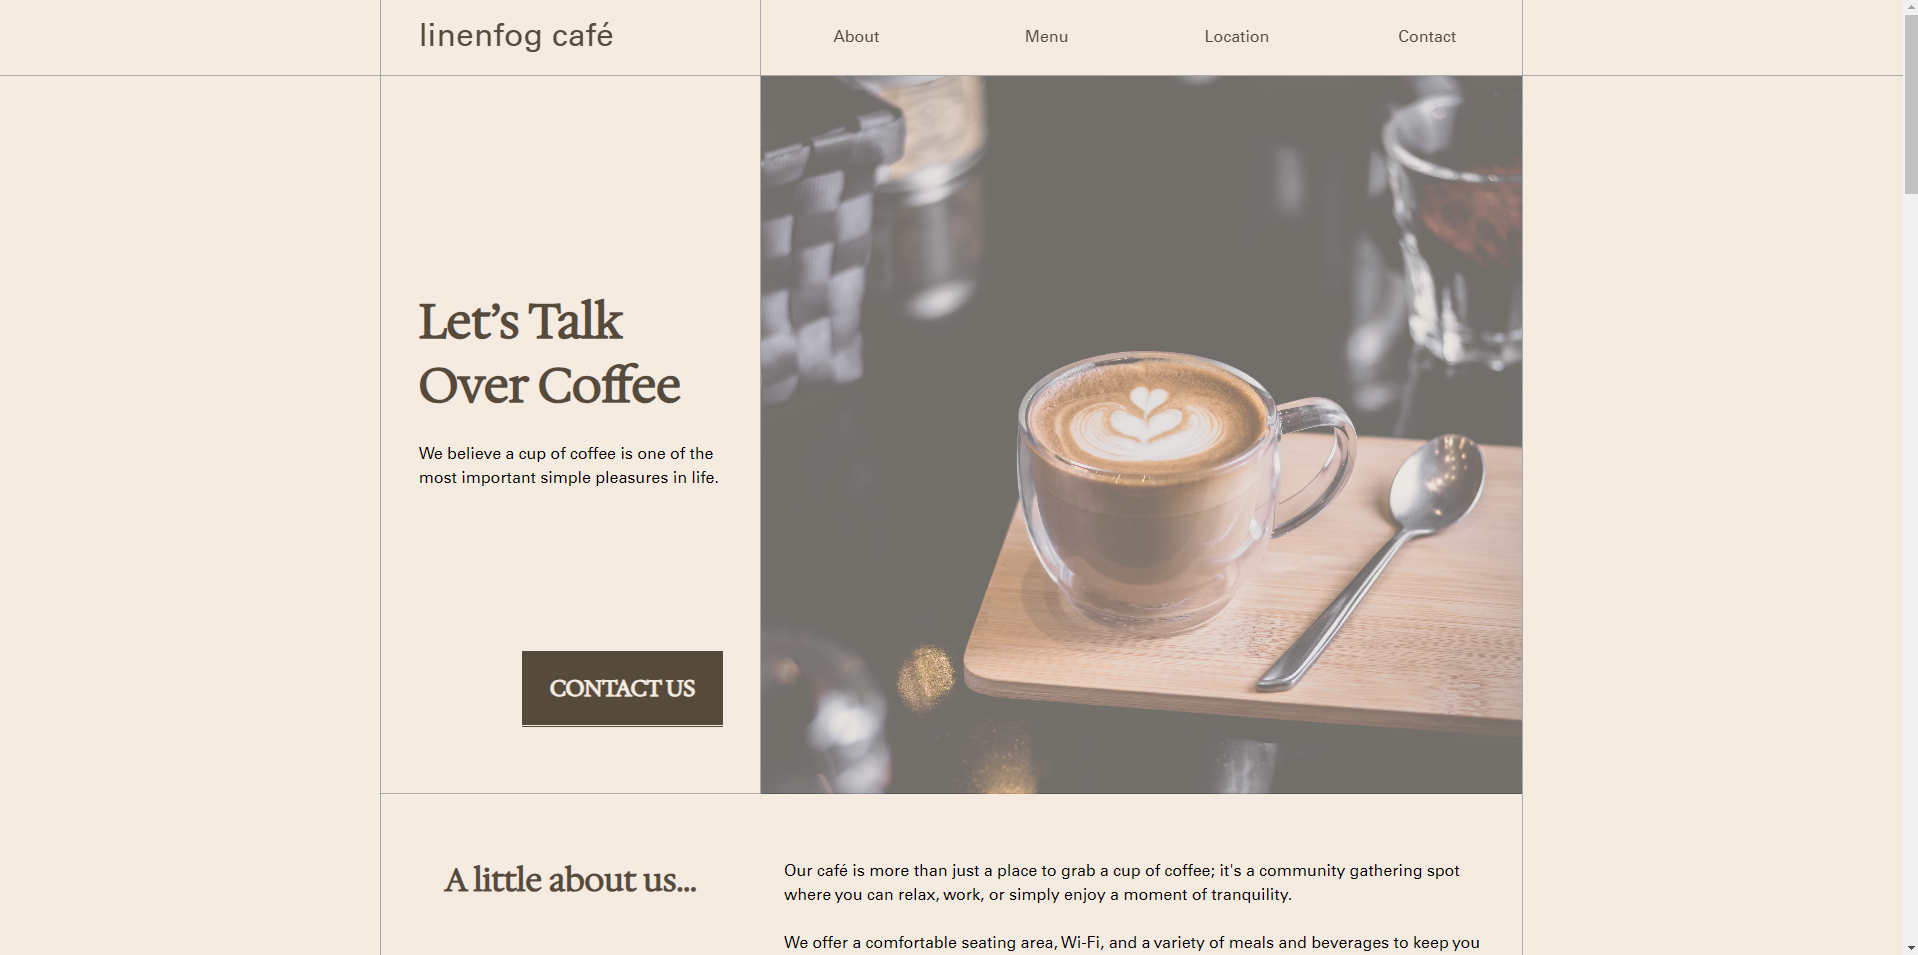 linenfog café
About
Menu
Location
Contact
Let’s Talk
Over Coffee
We believe a cup of coffee is one of the
most important simple pleasures in life.
CONTACT US
A little about us...
Our café is more than just a place to grab a cup of coffee; it's a community gathering spot
where you can relax, work, or simply enjoy a moment of tranquility.
We offer a comfortable seating area, Wi-Fi, and a variety of meals and beverages to keep you